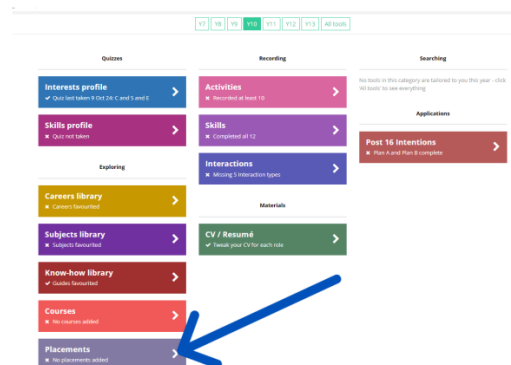 Y7 Y8 Y9 Y10 Y11 Y12 Y13 All tools
Quizzes
Interests profile
✔ Quiz last taken 9 Oct 24: C and S and E
Skills profile
✖ Quiz not taken
Exploring
Careers library
✖ Careers favourited
Subjects library
✖ Subjects favourited
Know-how library
✔ Guides favourited
Courses
✖ No courses added
Placements
✖ No placements added
Recording
Activities
✖ Recorded at least 10
Skills
✖ Completed all 12
Interactions
✖ Missing 5 interaction types
Materials
CV / Resumé
✔ Tweak your CV for each role
Searching
No tools in this category are tailored to you this year - click
'All tools' to see everything
Applications
Post 16 Intentions
✖ Plan A and Plan B complete